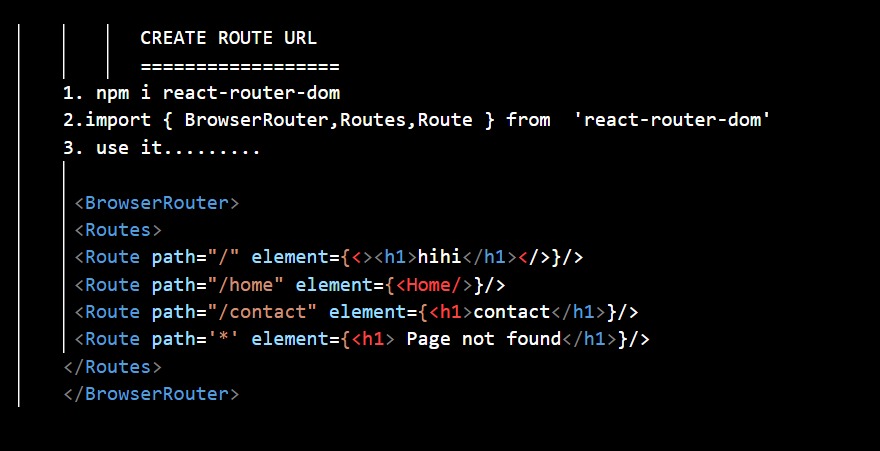 CREATE ROUTE URL
==================
1. npm i react-router-dom
2.import { BrowserRouter,Routes,Route } from  'react-router-dom'
3. use it.........
<BrowserRouter>
<Routes>
<Route path="/" element={<><h1>hihi</h1></>}/>
<Route path="/home" element={<Home/>}/>
<Route path="/contact" element={<h1>contact</h1>}/>
<Route path='*' element={<h1> Page not found</h1>}/>
</Routes>
</BrowserRouter>